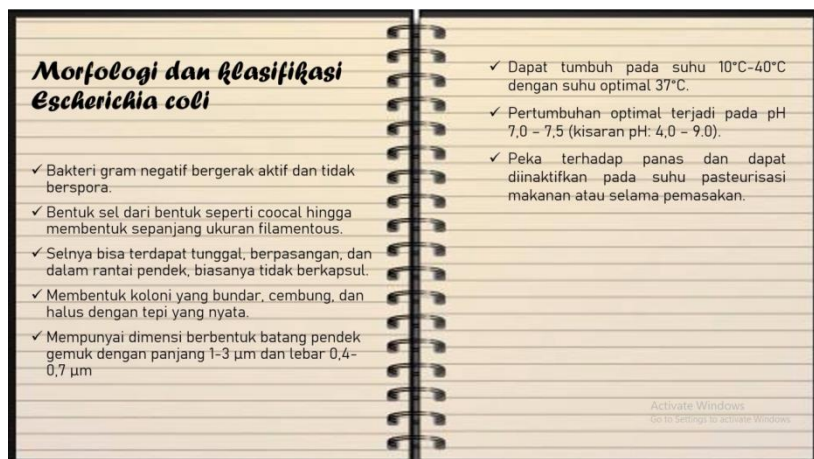 Morfologi dan klasifikasi
Escherichia coli
✓ Bakteri gram negatif bergerak aktif dan tidak
berspora.
✓ Bentuk sel dari bentuk seperti coocal hingga
membentuk sepanjang ukuran filamentous.
✓ Selnya bisa terdapat tunggal, berpasangan, dan
dalam rantai pendek, biasanya tidak berkapsul.
✓ Membentuk koloni yang bundar, cembung, dan
halus dengan tepi yang nyata.
✓ Mempunyai dimensi berbentuk batang pendek
gemuk dengan panjang 1-3 µm dan lebar 0,4-
0,7 µm
✓ Dapat tumbuh pada suhu 10°C-40°C
dengan suhu optimal 37°C.
✓ Pertumbuhan optimal terjadi pada pH
7,0 – 7,5 (kisaran pH: 4,0 – 9.0).
✓ Peka terhadap panas dan dapat
diinaktifkan pada suhu pasteurisasi
makanan atau selama pemasakan.
Activate Windows
Go to Settings to activate Windows.